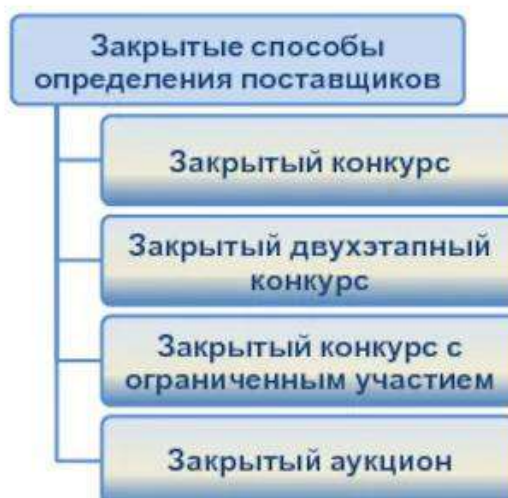 Закрытые способы
определения поставщиков
Закрытый конкурс
Закрытый двухэтапный
конкурс
Закрытый конкурс с
ограниченным участием
Закрытый аукцион